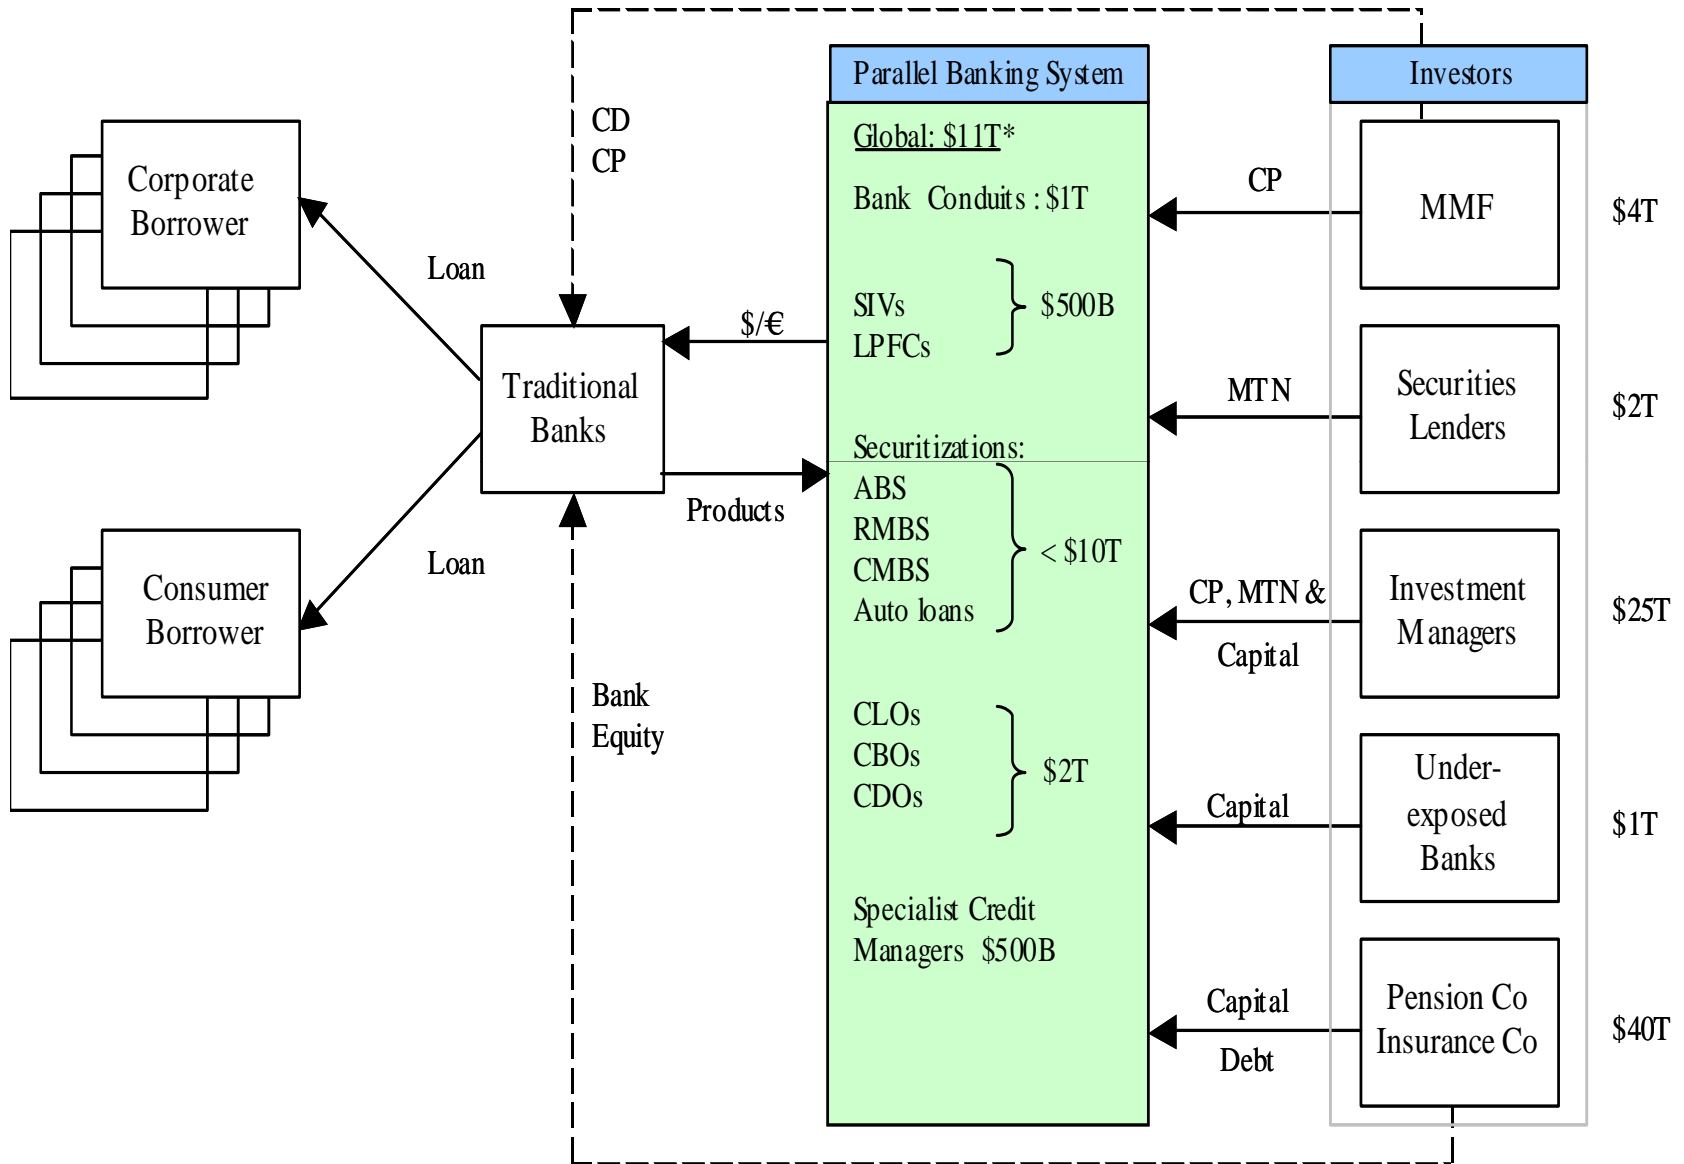 Parallel Banking System
Investors
CD
CP
Corporate
Borrower
Loan
Traditional
Banks
Loan
Consumer
Borrower
$/€
Products
Bank
Equity
Global: $11T*
Bank Conduits : $1T
SIVs
LPFCs
$500B
Securitizations:
ABS
RMBS
CMBS
Auto loans
< $10T
CLOs
CBOs
CDOs
$2T
Specialist Credit
Managers $500B
CP
MMF
$4T
MTN
Securities
Lenders
$2T
CP, MTN &
Capital
Investment
Managers
$25T
Capital
Under-
exposed
Banks
$1T
Capital
Debt
Pension Co
Insurance Co
$40T